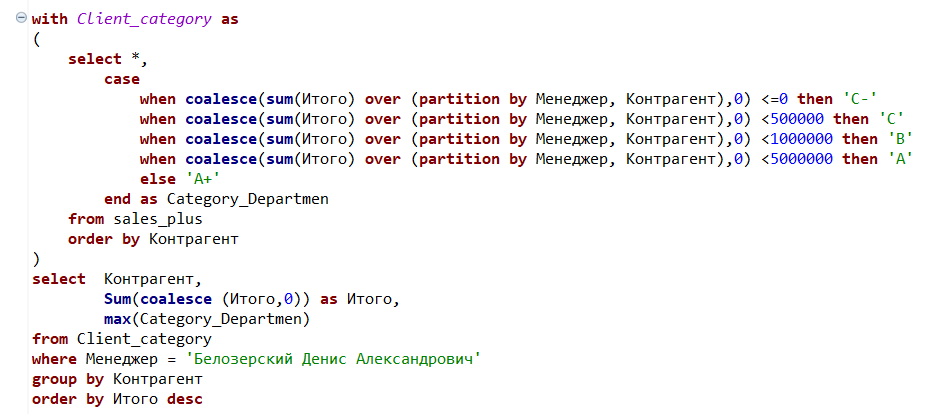 with Client_category as
(
select *,
case
when coalesce(sum(Итого) over (partition by Менеджер, Контрагент),0) <=0 then 'C-'
when coalesce(sum(Итого) over (partition by Менеджер, Контрагент),0) <500000 then 'C'
when coalesce(sum(Итого) over (partition by Менеджер, Контрагент),0) <1000000 then 'B'
when coalesce(sum(Итого) over (partition by Менеджер, Контрагент),0) <5000000 then 'A'
else 'A+'
end as Category_Departmen
from sales_plus
order by Контрагент
)
select  Контрагент,
Sum(coalesce (Итого,0)) as Итого,
max(Category_Departmen)
from Client_category
where Менеджер = 'Белозерский Денис Александрович'
group by Контрагент
order by Итого desc